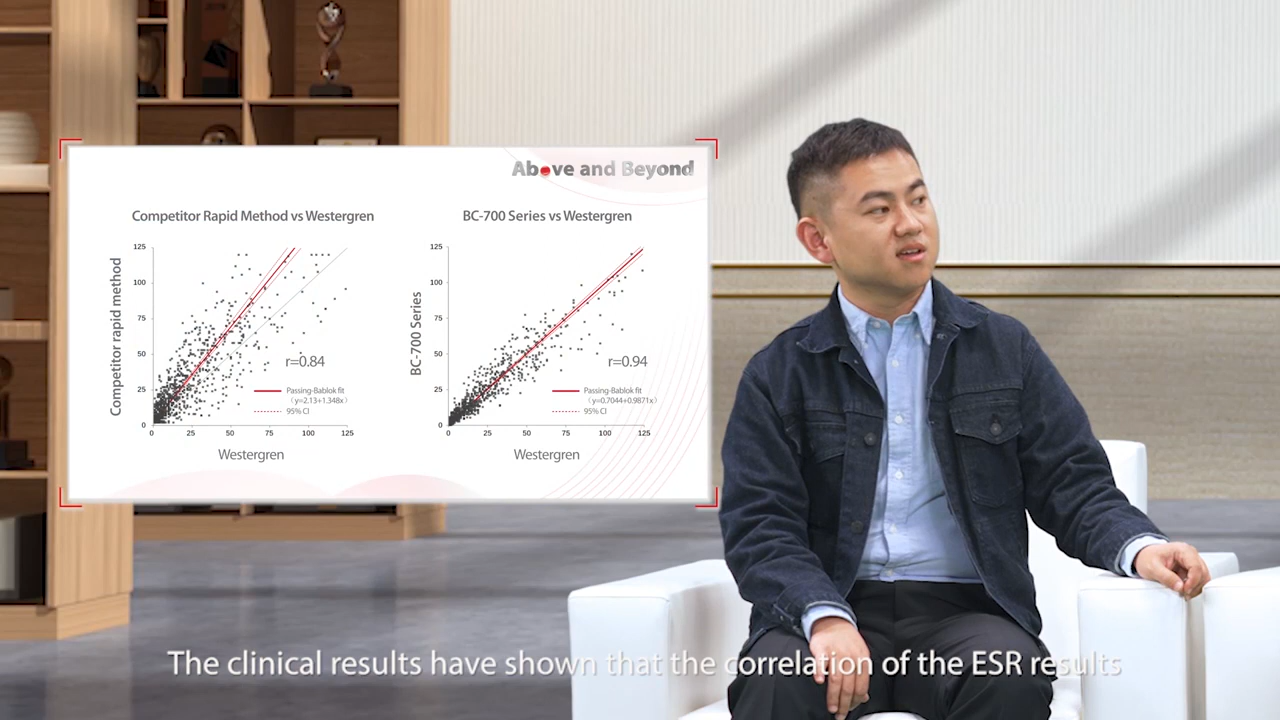 Above and Beyond
Competitor Rapid Method vs Westergren
125
100
75
50
25
0
0 25 50 75 100 125
Competitor rapid method
Westergren
r=0.84
Passing-Bablok fit
(y=2.13+1.348x)
95% CI
BC-700 Series vs Westergren
125
100
75
50
25
0
0 25 50 75 100 125
BC-700 Series
Westergren
r=0.94
Passing-Bablok fit
(y=0.7044+0.9871x)
95% CI
The clinical results have shown that the correlation of the ESR results